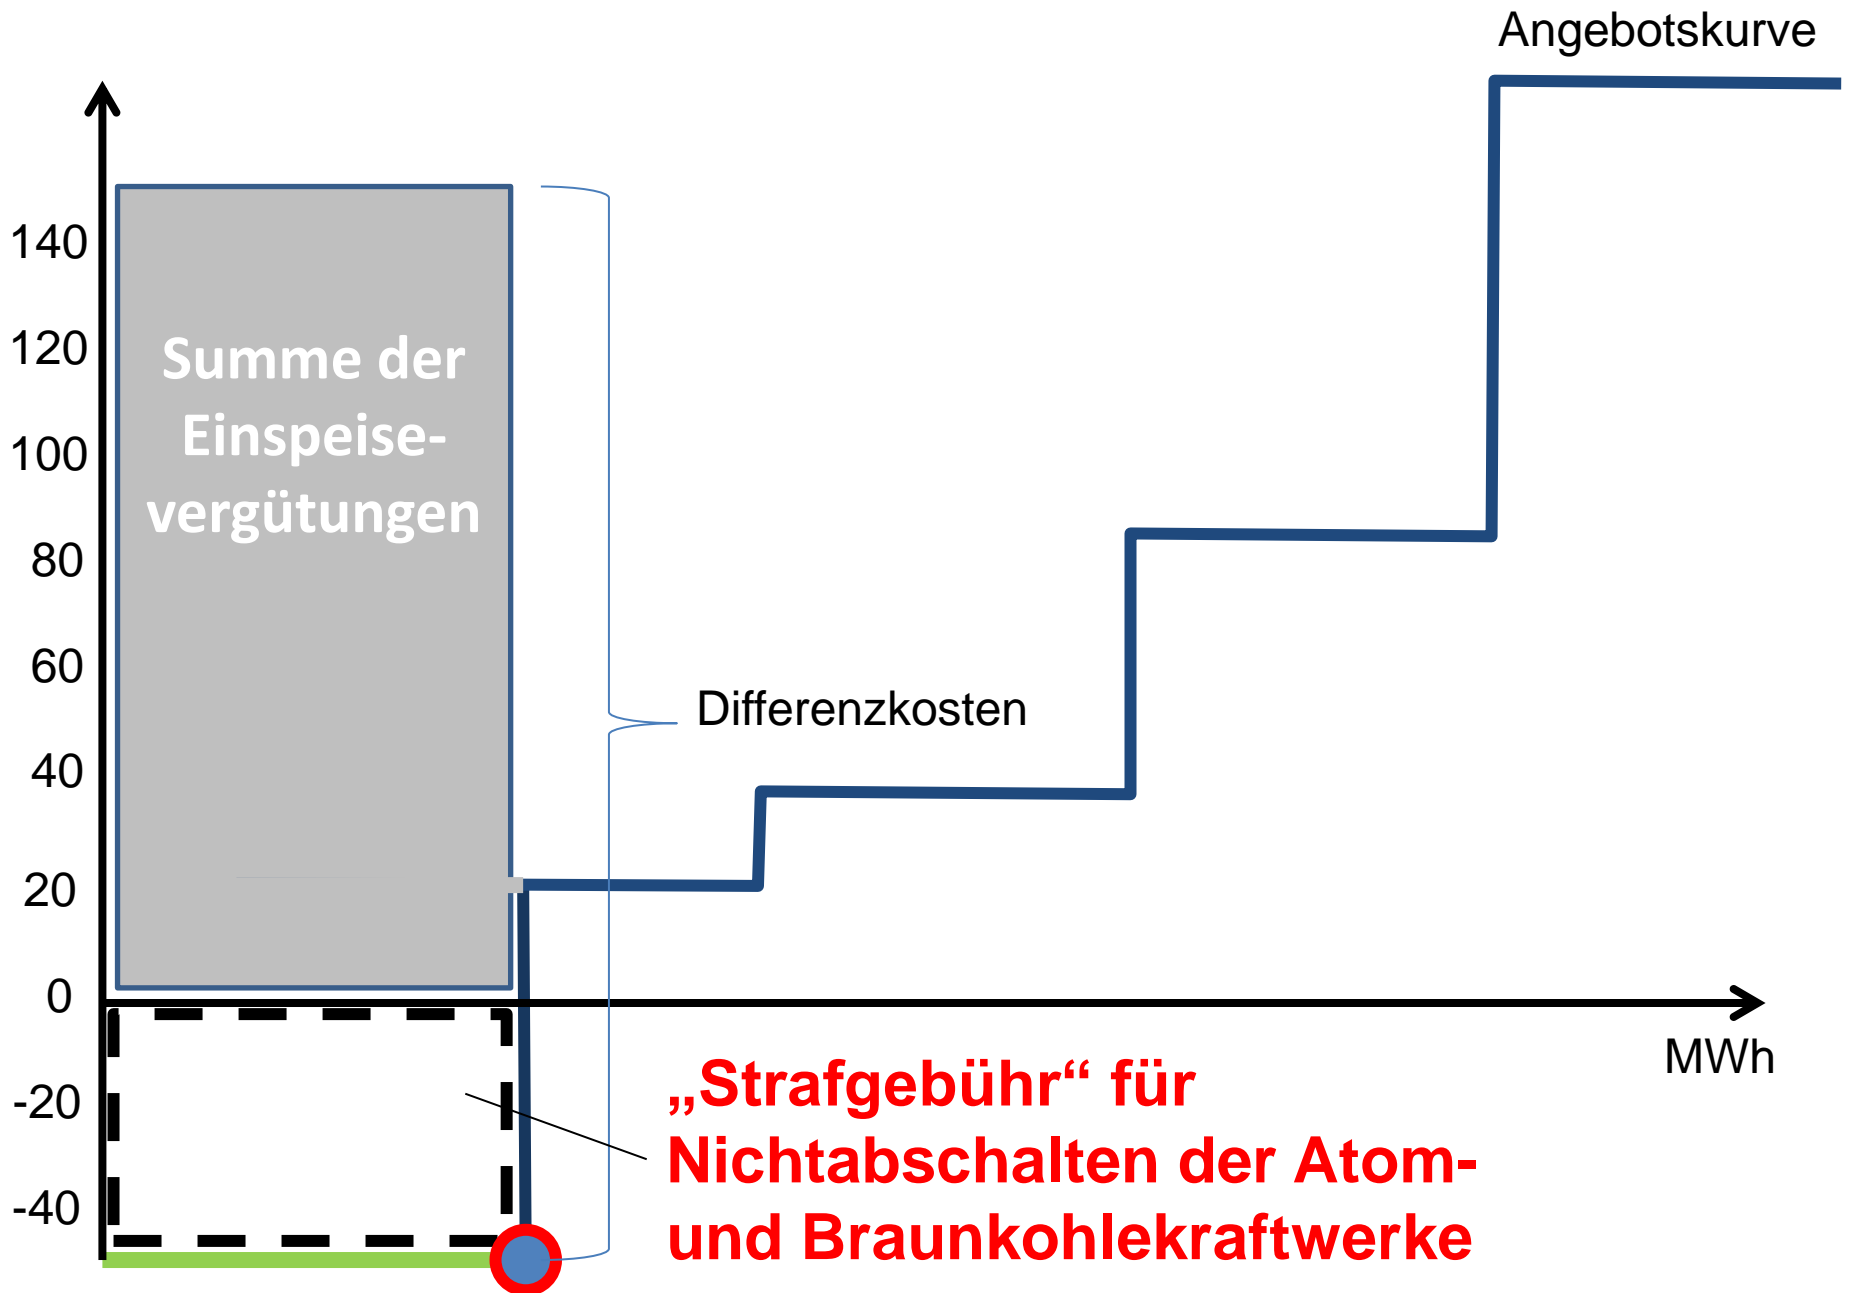 Angebotskurve
140
120
100
80
60
40
20
0
-20
-40
Summe der
Einspeise-
vergütungen
Differenzkosten
MWh
„Strafgebühr“ für
Nichtabschalten der Atom-
und Braunkohlekraftwerke